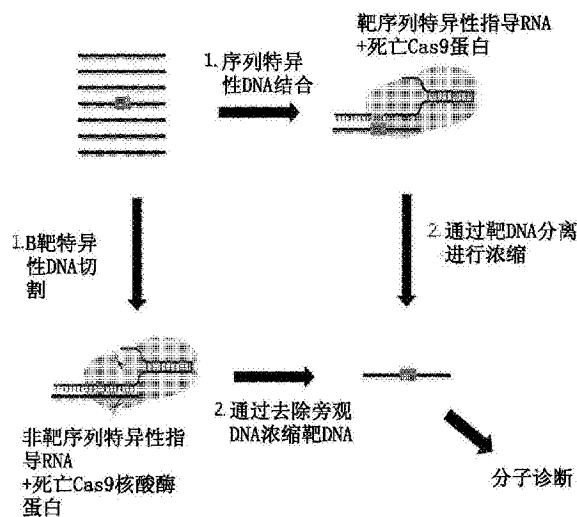 靶序列特异性指导RNA
+死亡Cas9蛋白
1.序列特异
性DNA结合
1.B靶特异
性DNA切
割
2.通过靶DNA分离
进行浓缩
2.通过去除旁观
DNA浓缩靶DNA
非靶序列特异性指
导RNA
+死亡Cas9核酸酶
蛋白
分子诊断